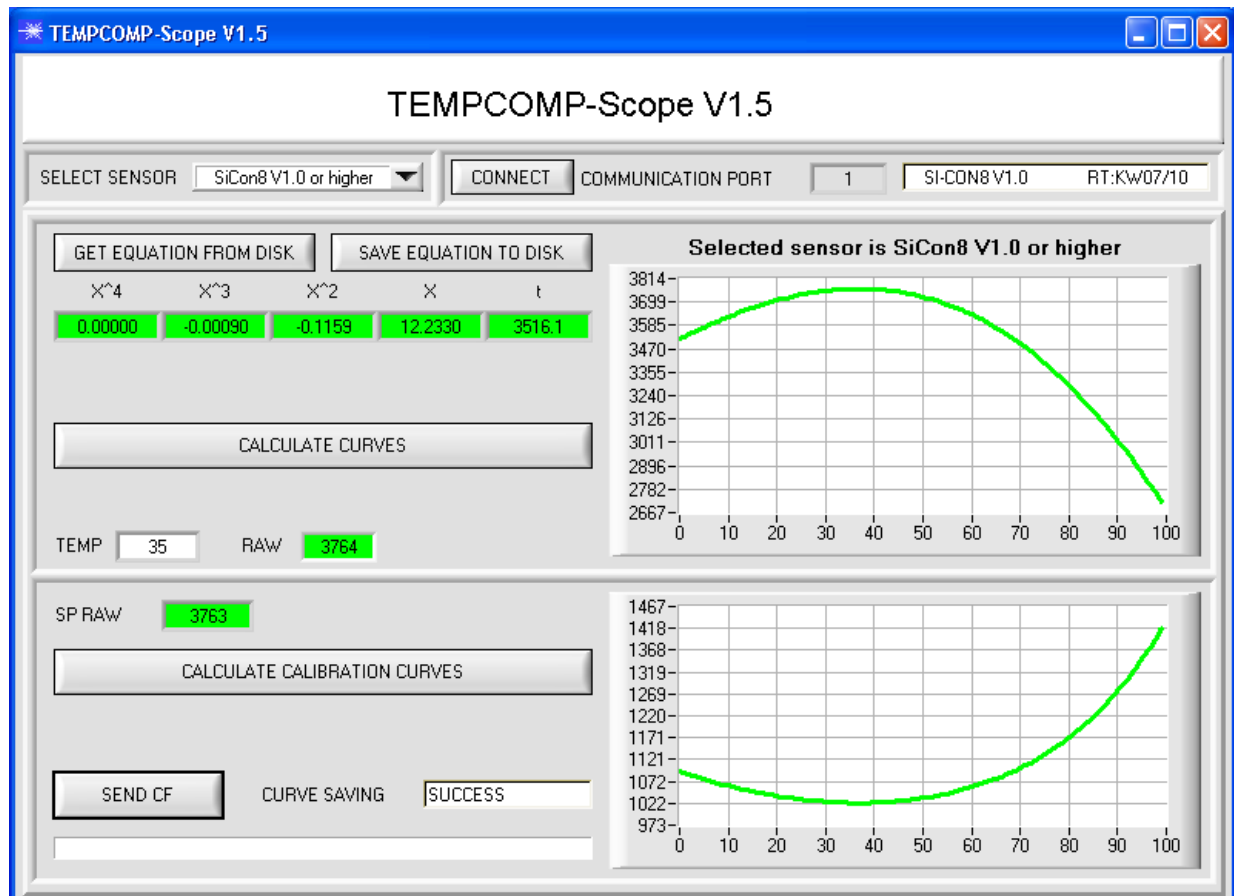 TEMPCOMP-Scope V1.5
TEMPCOMP-Scope V1.5
SELECT SENSOR SiCon8 V1.0 or higher CONNECT COMMUNICATION PORT 1 SI-CON8 V1.0 RT:KW07/10
GET EQUATION FROM DISK SAVE EQUATION TO DISK
X^4 X^3 X^2 X t
0.00000 -0.00090 -0.1159 12.2330 3516.1
CALCULATE CURVES
TEMP 35 RAW 3764
Selected sensor is SiCon8 V1.0 or higher
3814
3699
3585
3470
3355
3240
3126
3011
2896
2782
2667
0 10 20 30 40 50 60 70 80 90 100
SP RAW 3763
CALCULATE CALIBRATION CURVES
SEND CF CURVE SAVING SUCCESS
1467
1418
1368
1319
1269
1220
1171
1121
1072
1022
973
0 10 20 30 40 50 60 70 80 90 100